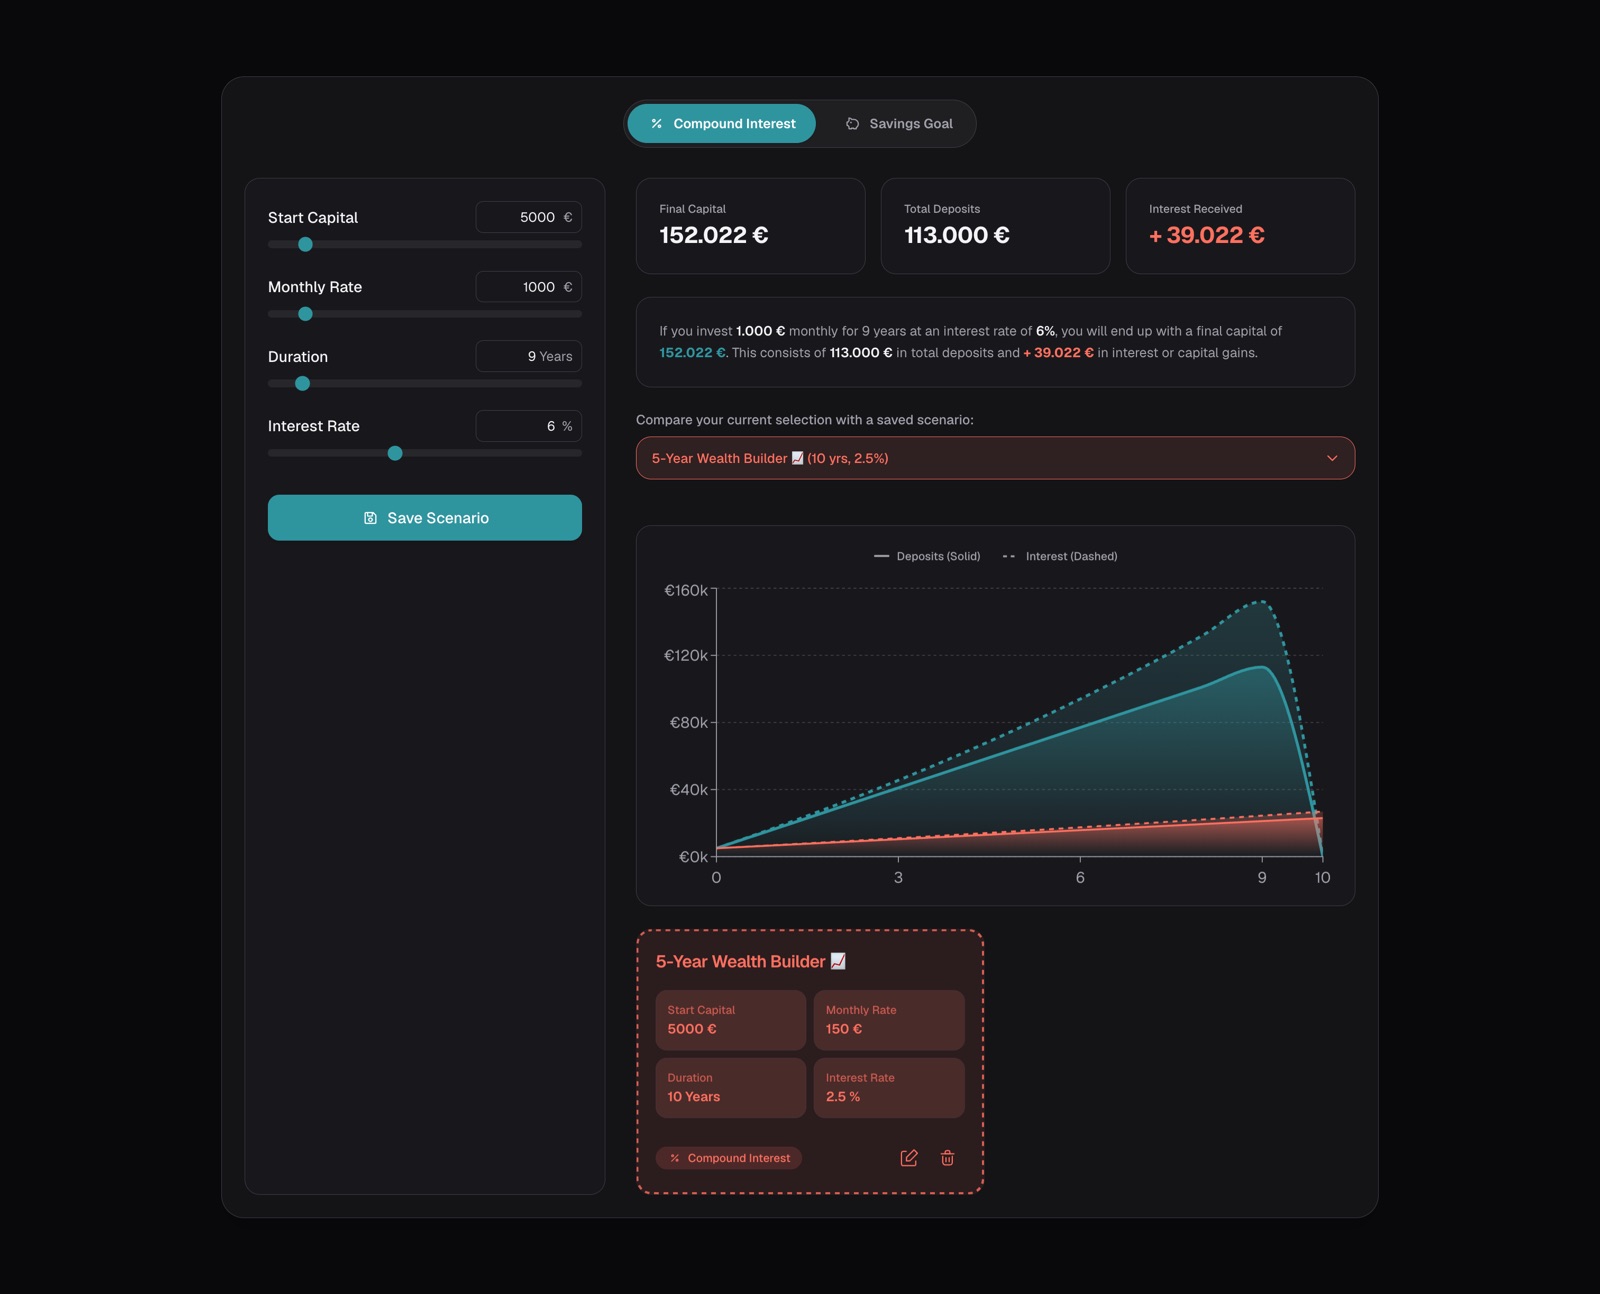 Compound Interest
Savings Goal
Start Capital
5000 €
Monthly Rate
1000 €
Duration
9 Years
Interest Rate
6 %
Save Scenario
Final Capital
152.022 €
Total Deposits
113.000 €
Interest Received
+ 39.022 €
If you invest 1.000 € monthly for 9 years at an interest rate of 6%, you will end up with a final capital of
152.022 €. This consists of 113.000 € in total deposits and + 39.022 € in interest or capital gains.
Compare your current selection with a saved scenario:
5-Year Wealth Builder 📈 (10 yrs, 2.5%)
Deposits (Solid)
Interest (Dashed)
€160k
€120k
€80k
€40k
€0k
0 3 6 9 10
5-Year Wealth Builder 📈
Start Capital
5000 €
Monthly Rate
150 €
Duration
10 Years
Interest Rate
2.5 %
Compound Interest